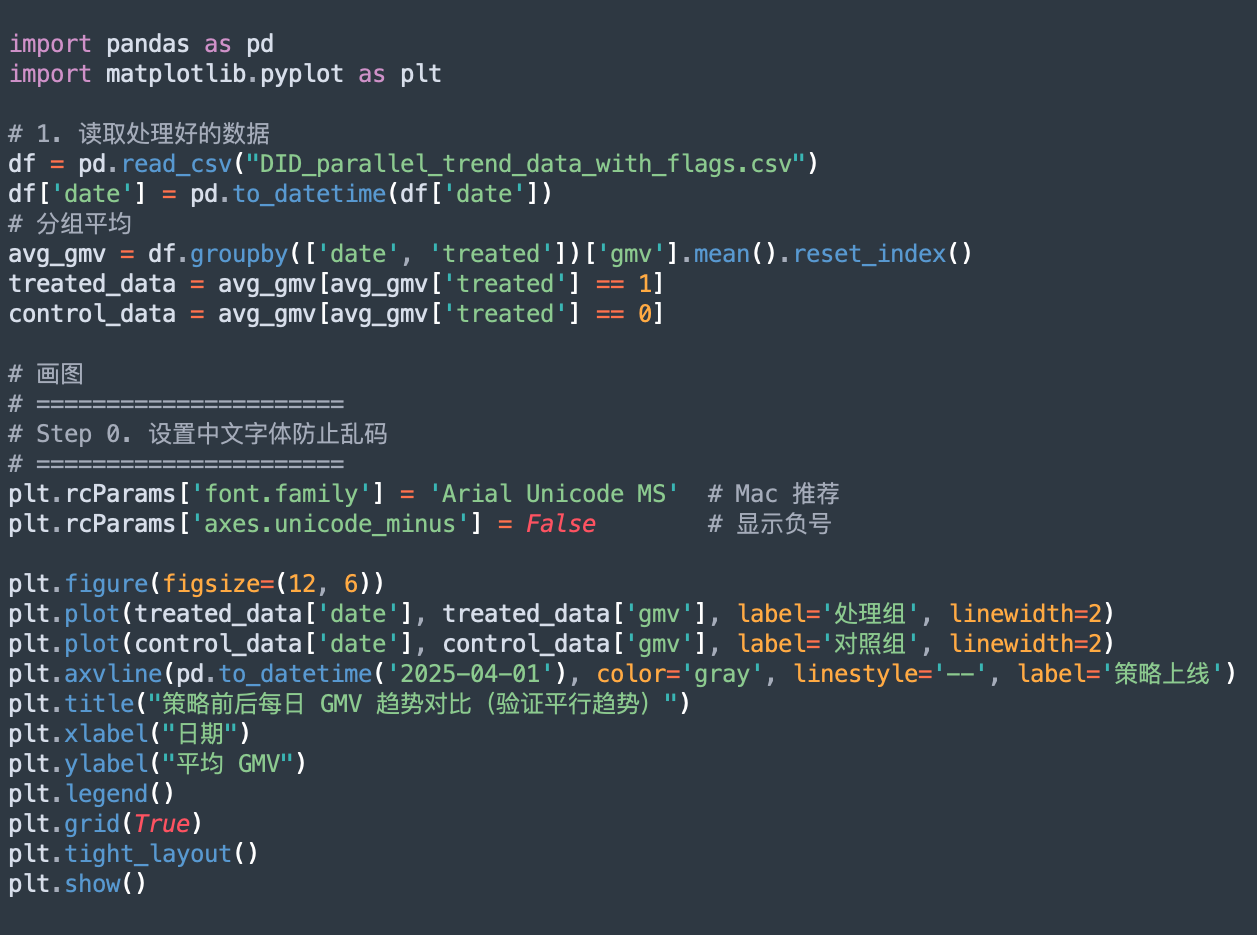 import pandas as pd
import matplotlib.pyplot as plt
# 1. 读取处理好的数据
df = pd.read_csv("DID_parallel_trend_data_with_flags.csv")
df['date'] = pd.to_datetime(df['date'])
# 分组平均
avg_gmv = df.groupby(['date', 'treated'])['gmv'].mean().reset_index()
treated_data = avg_gmv[avg_gmv['treated'] == 1]
control_data = avg_gmv[avg_gmv['treated'] == 0]
# 画图
# ======================
# Step 0. 设置中文字体防止乱码
# ======================
plt.rcParams['font.family'] = 'Arial Unicode MS'  # Mac 推荐
plt.rcParams['axes.unicode_minus'] = False        # 显示负号
plt.figure(figsize=(12, 6))
plt.plot(treated_data['date'], treated_data['gmv'], label='处理组', linewidth=2)
plt.plot(control_data['date'], control_data['gmv'], label='对照组', linewidth=2)
plt.axvline(pd.to_datetime('2025-04-01'), color='gray', linestyle='--', label='策略上线')
plt.title("策略前后每日 GMV 趋势对比（验证平行趋势）")
plt.xlabel("日期")
plt.ylabel("平均 GMV")
plt.legend()
plt.grid(True)
plt.tight_layout()
plt.show()